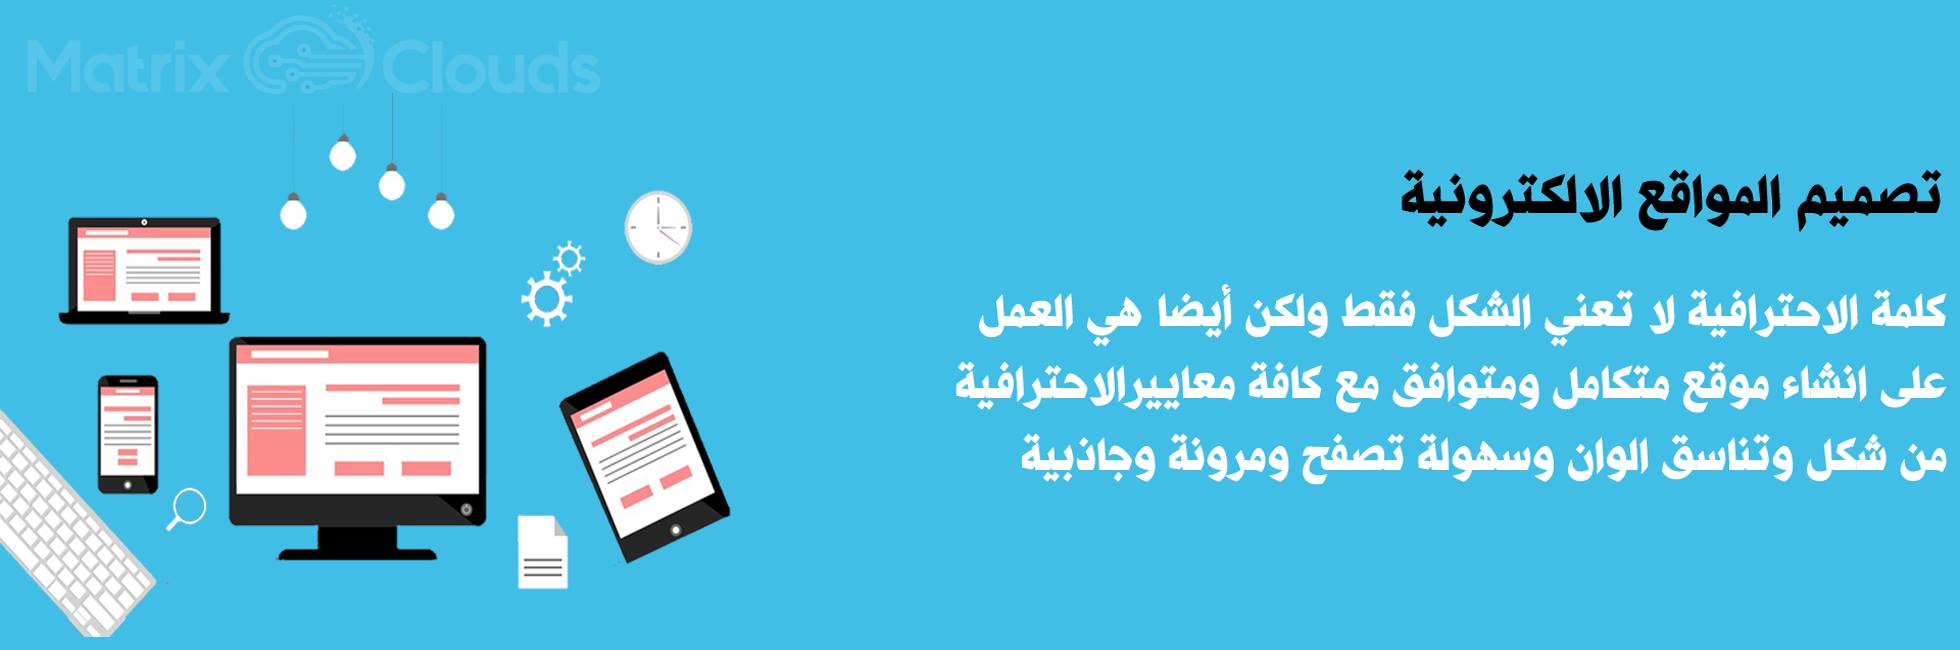 Matrix Clouds
تصميم المواقع الالكترونية
كلمة الاحترافية لا تعني الشكل فقط ولكن أيضا هي العمل
على انشاء موقع متكامل ومتوافق مع كافة معاييرالاحترافية
من شكل وتناسق الوان وسهولة تصفح ومرونة وجاذبية